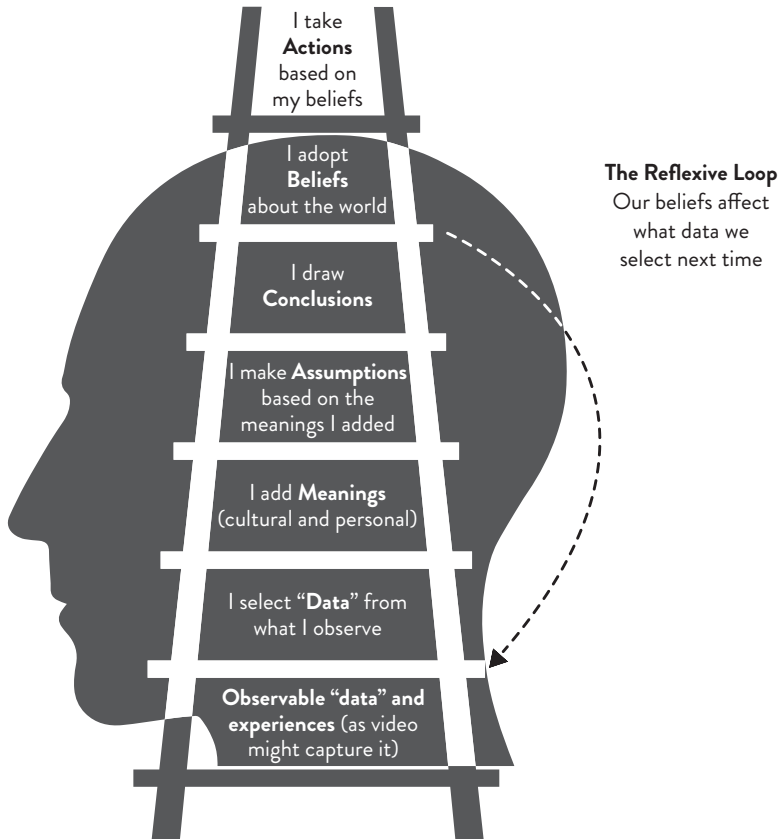 I take
Actions
based on
my beliefs
I adopt
Beliefs
about the world
The Reflexive Loop
Our beliefs affect
what data we
select next time
I draw
Conclusions
I make Assumptions
based on the
meanings I added
I add Meanings
(cultural and personal)
I select “Data” from
what I observe
Observable “data” and
experiences (as video
might capture it)